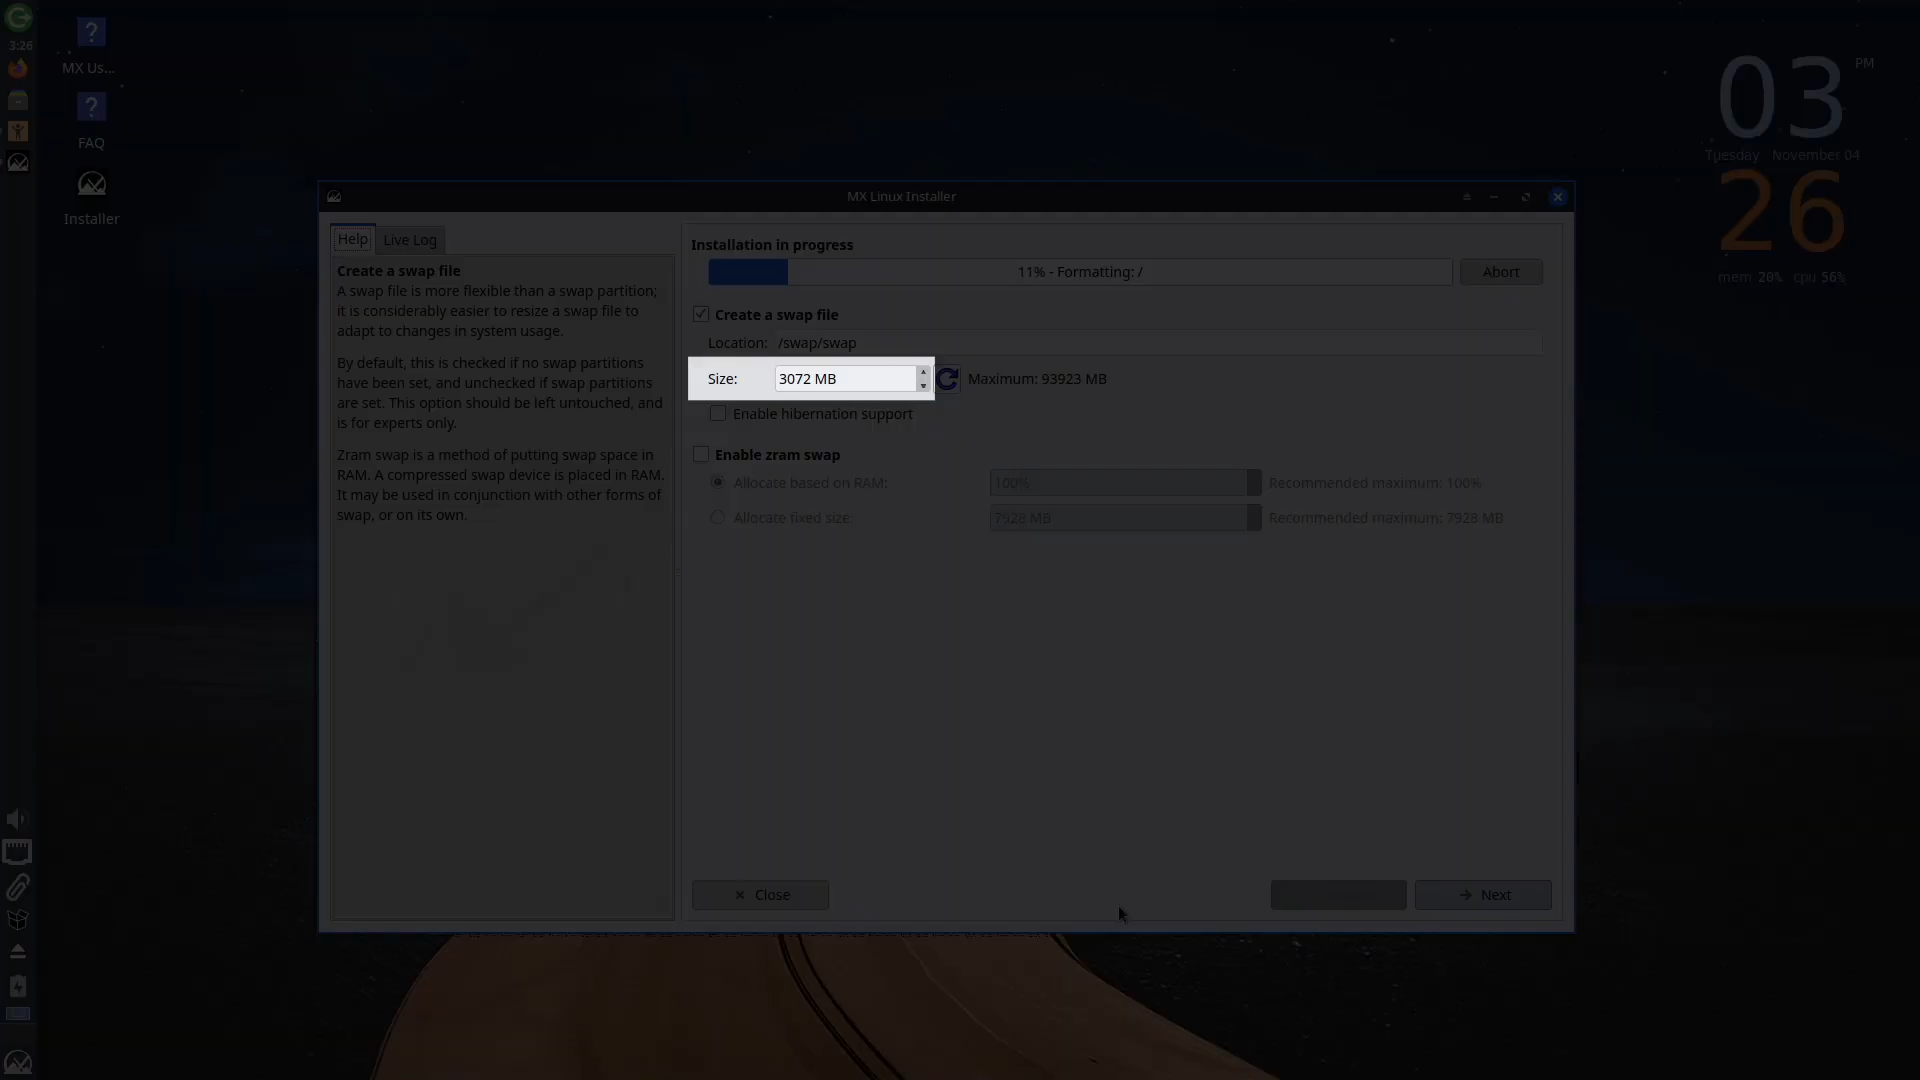 3:26
MX Us...
FAQ
Installer
03 PM
Tuesday November 04
26
mem 20% cpu 56%
MX Linux Installer
Help
Live Log
Create a swap file
A swap file is more flexible than a swap partition;
it is considerably easier to resize a swap file to
adapt to changes in system usage.
By default, this is checked if no swap partitions
have been set, and unchecked if swap partitions
are set. This option should be left untouched, and
is for experts only.
Zram swap is a method of putting swap space in
RAM. A compressed swap device is placed in RAM.
It may be used in conjunction with other forms of
swap, or on its own.
Installation in progress
11% - Formatting: /
Abort
Create a swap file
Location: /swap/swap
Size: 3072 MB
Maximum: 93923 MB
Enable hibernation support
Enable zram swap
Allocate based on RAM: 100% Recommended maximum: 100%
Allocate fixed size: 7928 MB Recommended maximum: 7928 MB
Close
Next